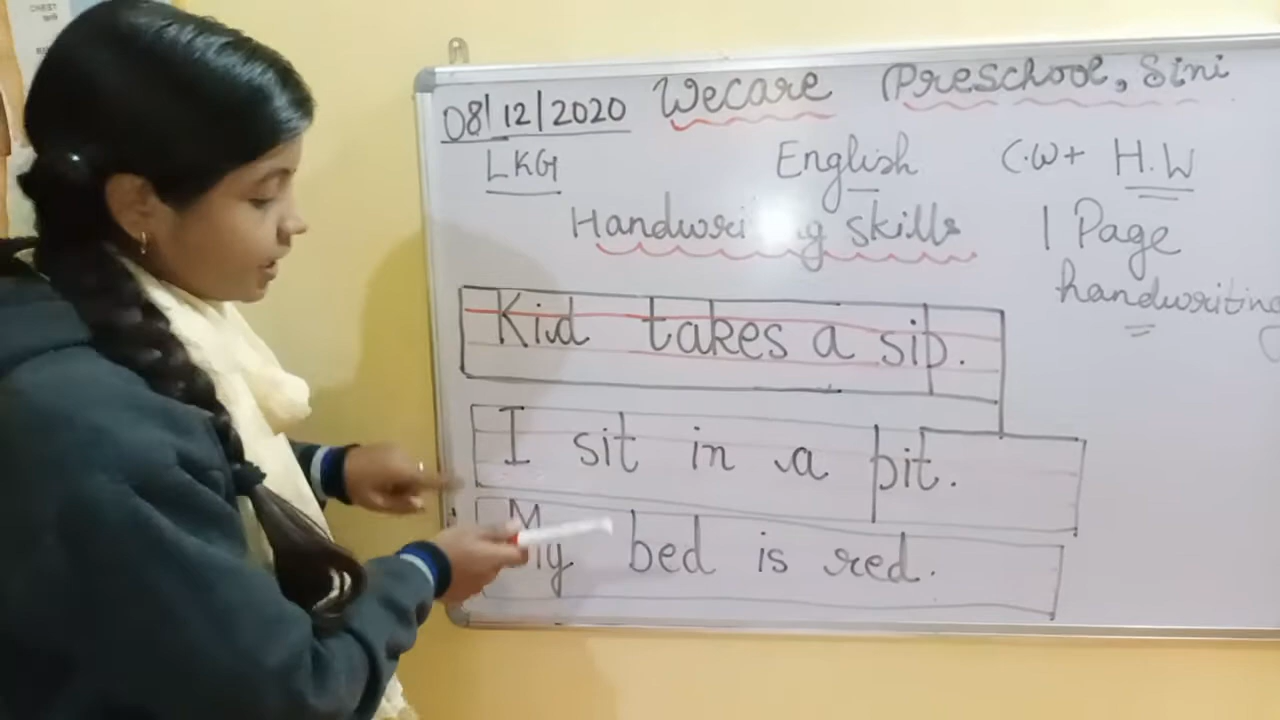 CHEST
08/12/2020 Wecare Preschool, Sini
LKG English C.W+ H.W
Handwriting skills 1 Page
handwriting
Kid takes a sip.
I sit in a pit.
My bed is red.